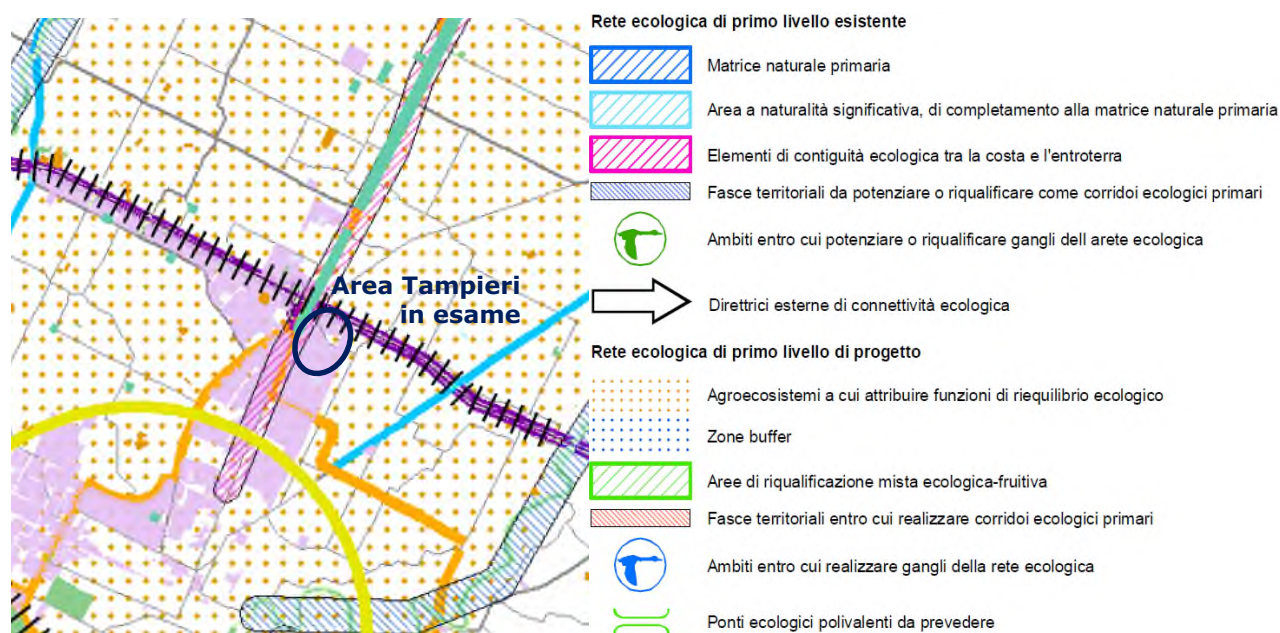 Area Tampieri
in esame
Rete ecologica di primo livello esistente
Matrice naturale primaria
Area a naturalità significativa, di completamento alla matrice naturale primaria
Elementi di contiguità ecologica tra la costa e l'entroterra
Fasce territoriali da potenziare o riqualificare come corridoi ecologici primari
Ambiti entro cui potenziare o riqualificare gangli dell arete ecologica
Direttrici esterne di connettività ecologica
Rete ecologica di primo livello di progetto
Agroecosistemi a cui attribuire funzioni di riequilibrio ecologico
Zone buffer
Aree di riqualificazione mista ecologica-fruitiva
Fasce territoriali entro cui realizzare corridoi ecologici primari
Ambiti entro cui realizzare gangli della rete ecologica
Ponti ecologici polivalenti da prevedere